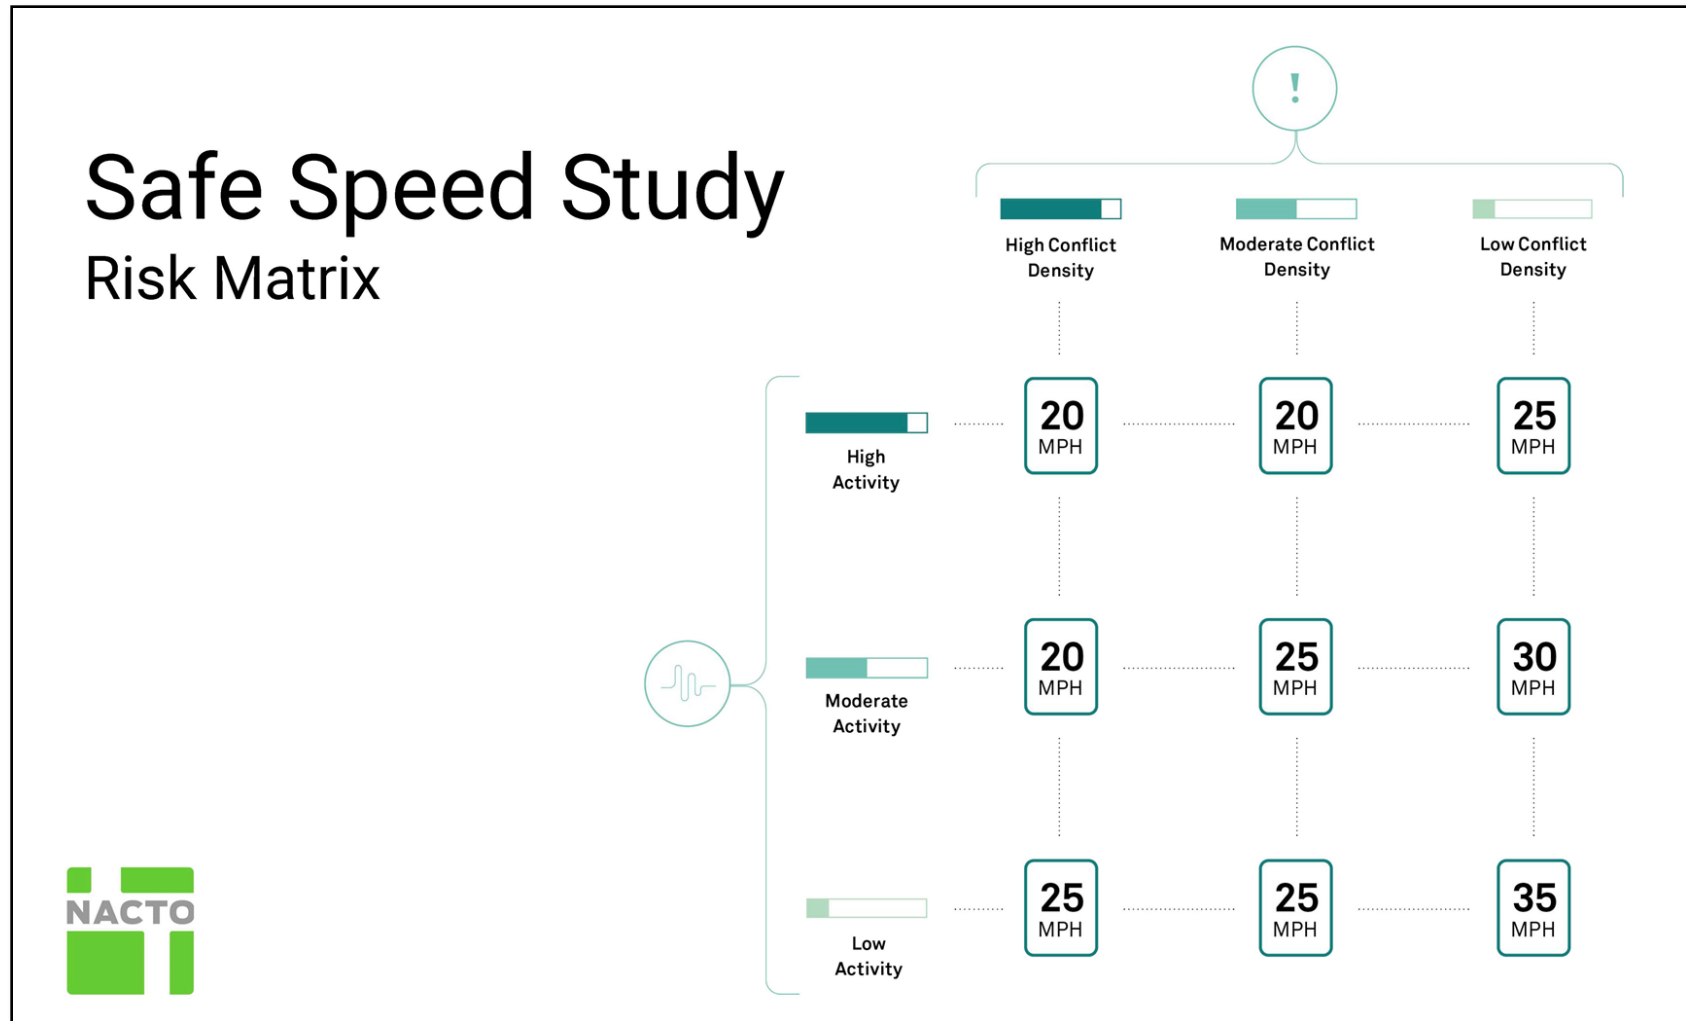 Safe Speed Study
Risk Matrix
!
High Conflict
Density
Moderate Conflict
Density
Low Conflict
Density
High
Activity
20
MPH
20
MPH
25
MPH
Moderate
Activity
20
MPH
25
MPH
30
MPH
Low
Activity
25
MPH
25
MPH
35
MPH
NACTO